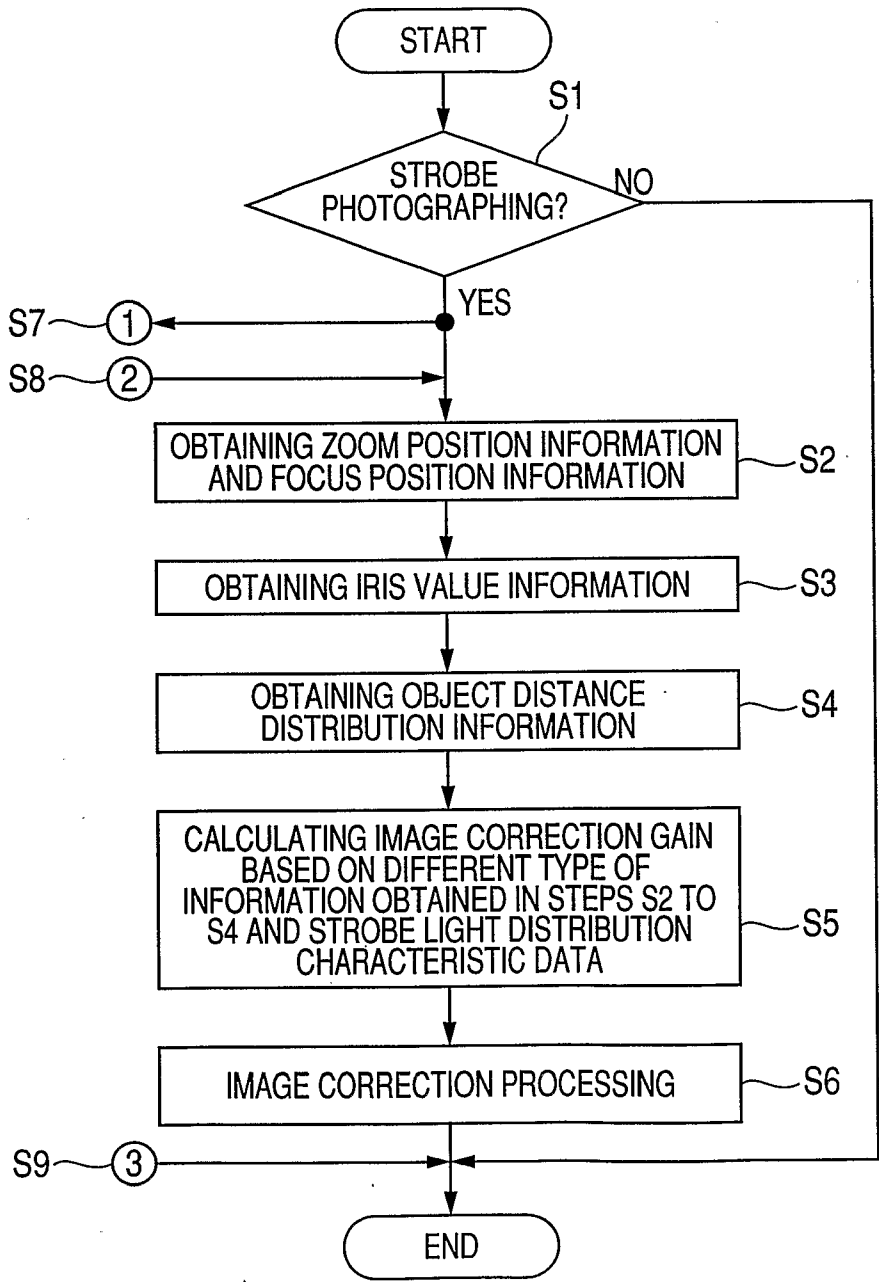 START
S1
STROBE
PHOTOGRAPHING?
NO
YES
S7
1
S8
2
OBTAINING ZOOM POSITION INFORMATION
AND FOCUS POSITION INFORMATION
S2
OBTAINING IRIS VALUE INFORMATION
S3
OBTAINING OBJECT DISTANCE
DISTRIBUTION INFORMATION
S4
CALCULATING IMAGE CORRECTION GAIN
BASED ON DIFFERENT TYPE OF
INFORMATION OBTAINED IN STEPS S2 TO
S4 AND STROBE LIGHT DISTRIBUTION
CHARACTERISTIC DATA
S5
IMAGE CORRECTION PROCESSING
S6
S9
3
END